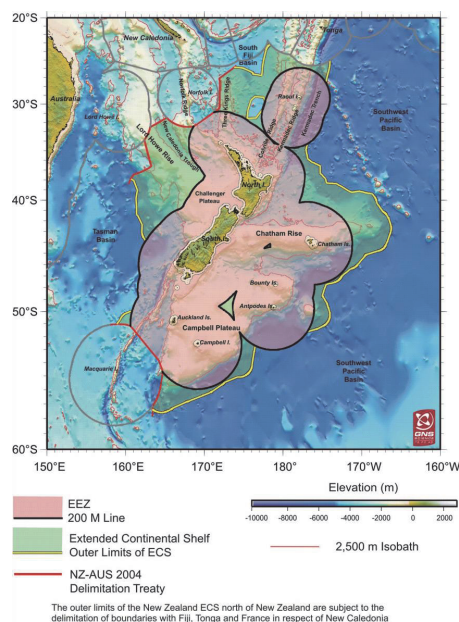 20°S
30°S
40°S
50°S
60°S
150°E 160°E 170°E 180°W 170°W 160°W
New Caledonia
Tonga
South
Fiji
Basin
Norfolk Ridge
Norfolk I.
Three Kings Ridge
Raoul I.
Colville Ridge
Kermadec Ridge
Kermadec Trench
Australia
Lord Howe I.
Lord Howe Rise
New Caledonia Trough
Southwest
Pacific
Basin
North I.
Challenger
Plateau
Tasman
Basin
South Is
Chatham Rise
Chatham Is.
Bounty Is.
Antpodes Is.
Auckland Is.
Campbell Plateau
Campbell I.
Macquarie I.
Southwest
Pacific
Basin
GNS
SCIENCE
Elevation (m)
-10000 -8000 -6000 -4000 -2000 0 2000
EEZ
200 M Line
Extended Continental Shelf
Outer Limits of ECS
2,500 m Isobath
NZ-AUS 2004
Delimitation Treaty
The outer limits of the New Zealand ECS north of New Zealand are subject to the
delimitation of boundaries with Fiji, Tonga and France in respect of New Caledonia